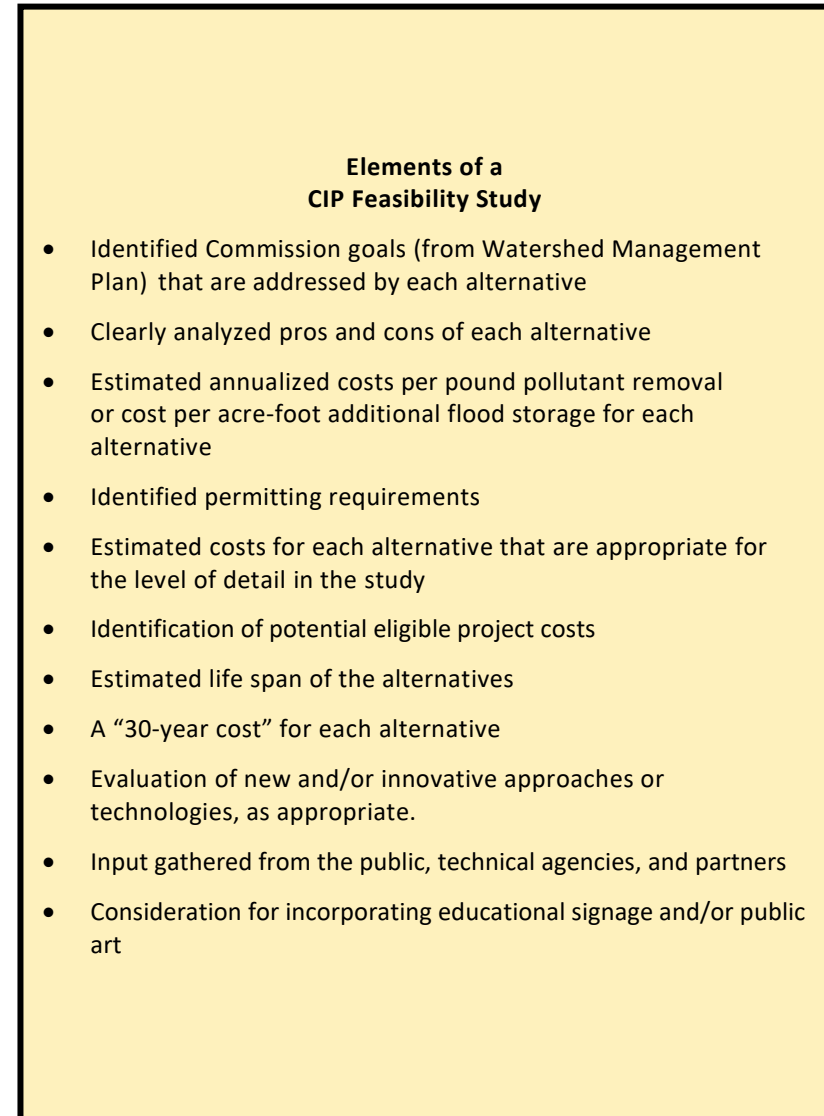 Elements of a
CIP Feasibility Study
• Identified Commission goals (from Watershed Management
Plan) that are addressed by each alternative
• Clearly analyzed pros and cons of each alternative
• Estimated annualized costs per pound pollutant removal
or cost per acre-foot additional flood storage for each
alternative
• Identified permitting requirements
• Estimated costs for each alternative that are appropriate for
the level of detail in the study
• Identification of potential eligible project costs
• Estimated life span of the alternatives
• A “30-year cost” for each alternative
• Evaluation of new and/or innovative approaches or
technologies, as appropriate.
• Input gathered from the public, technical agencies, and partners
• Consideration for incorporating educational signage and/or public
art